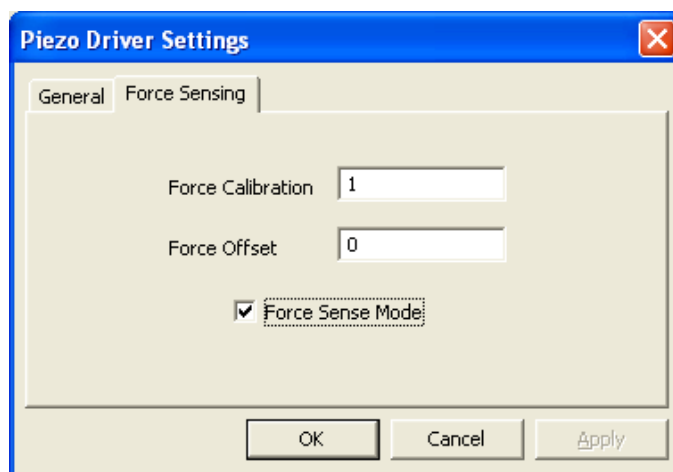 Piezo Driver Settings
General Force Sensing
Force Calibration 1
Force Offset 0
Force Sense Mode
OK Cancel Apply